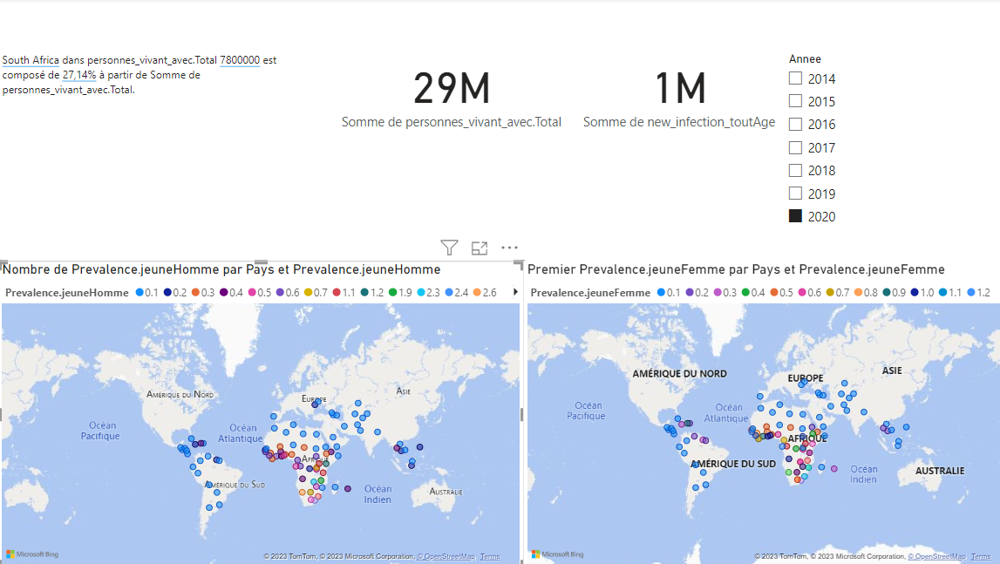 South Africa dans personnes_vivant_avec.Total 7800000 est
composé de 27,14% à partir de Somme de
personnes_vivant_avec.Total.
29M
Somme de personnes_vivant_avec.Total
1M
Somme de new_infection_toutAge
Annee
2014
2015
2016
2017
2018
2019
2020
Nombre de Prevalence.jeuneHomme par Pays et Prevalence.jeuneHomme
Prevalence.jeuneHomme 0.1 0.2 0.3 0.4 0.5 0.6 0.7 1.1 1.2 1.9 2.3 2.4 2.6
AMÉRIQUE DU NORD
EUROPE
ASIE
Océan
Pacifique
Océan
Atlantique
AFRIQUE
AMÉRIQUE DU SUD
Océan
Indien
AUSTRALIE
Microsoft Bing
© 2023 TomTom, © 2023 Microsoft Corporation, © OpenStreetMap Terms
Premier Prevalence.jeuneFemme par Pays et Prevalence.jeuneFemme
Prevalence.jeuneFemme 0.1 0.2 0.3 0.4 0.5 0.6 0.7 0.8 0.9 1.0 1.1 1.2
AMÉRIQUE DU NORD
EUROPE
ASIE
Océan
Pacifique
Océan
Atlantique
AFRIQUE
AMÉRIQUE DU SUD
Océan
Indien
AUSTRALIE
Microsoft Bing
© 2023 TomTom, © 2023 Microsoft Corporation, © OpenStreetMap Terms